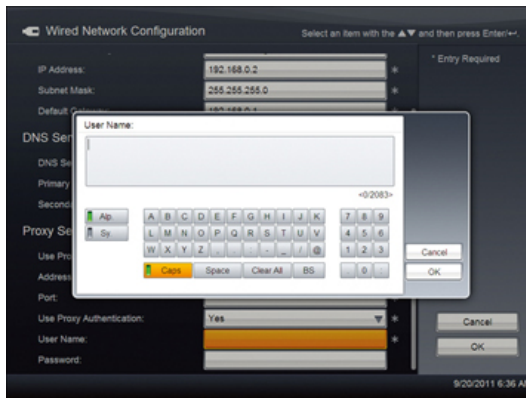 Wired Network Configuration
Select an item with the ▲▼ and then press Enter/↵.
IP Address: 192.168.0.2 *
* Entry Required
Subnet Mask: 255.255.255.0 *
Default
DNS Ser
DNS Se
Primary
Second
Proxy Se
Use Pro
Address
Port:
Use Proxy Authentication: Yes *
User Name: *
Password:
User Name:
<0/2083>
Alp.
Sy
A B C D E F G H I J K
L M N O P Q R S T U V
W X Y Z . , - _ / @
7 8 9
4 5 6
1 2 3
. 0 :
Caps Space Clear All BS
Cancel
OK
Cancel
OK
9/20/2011 6:36 A